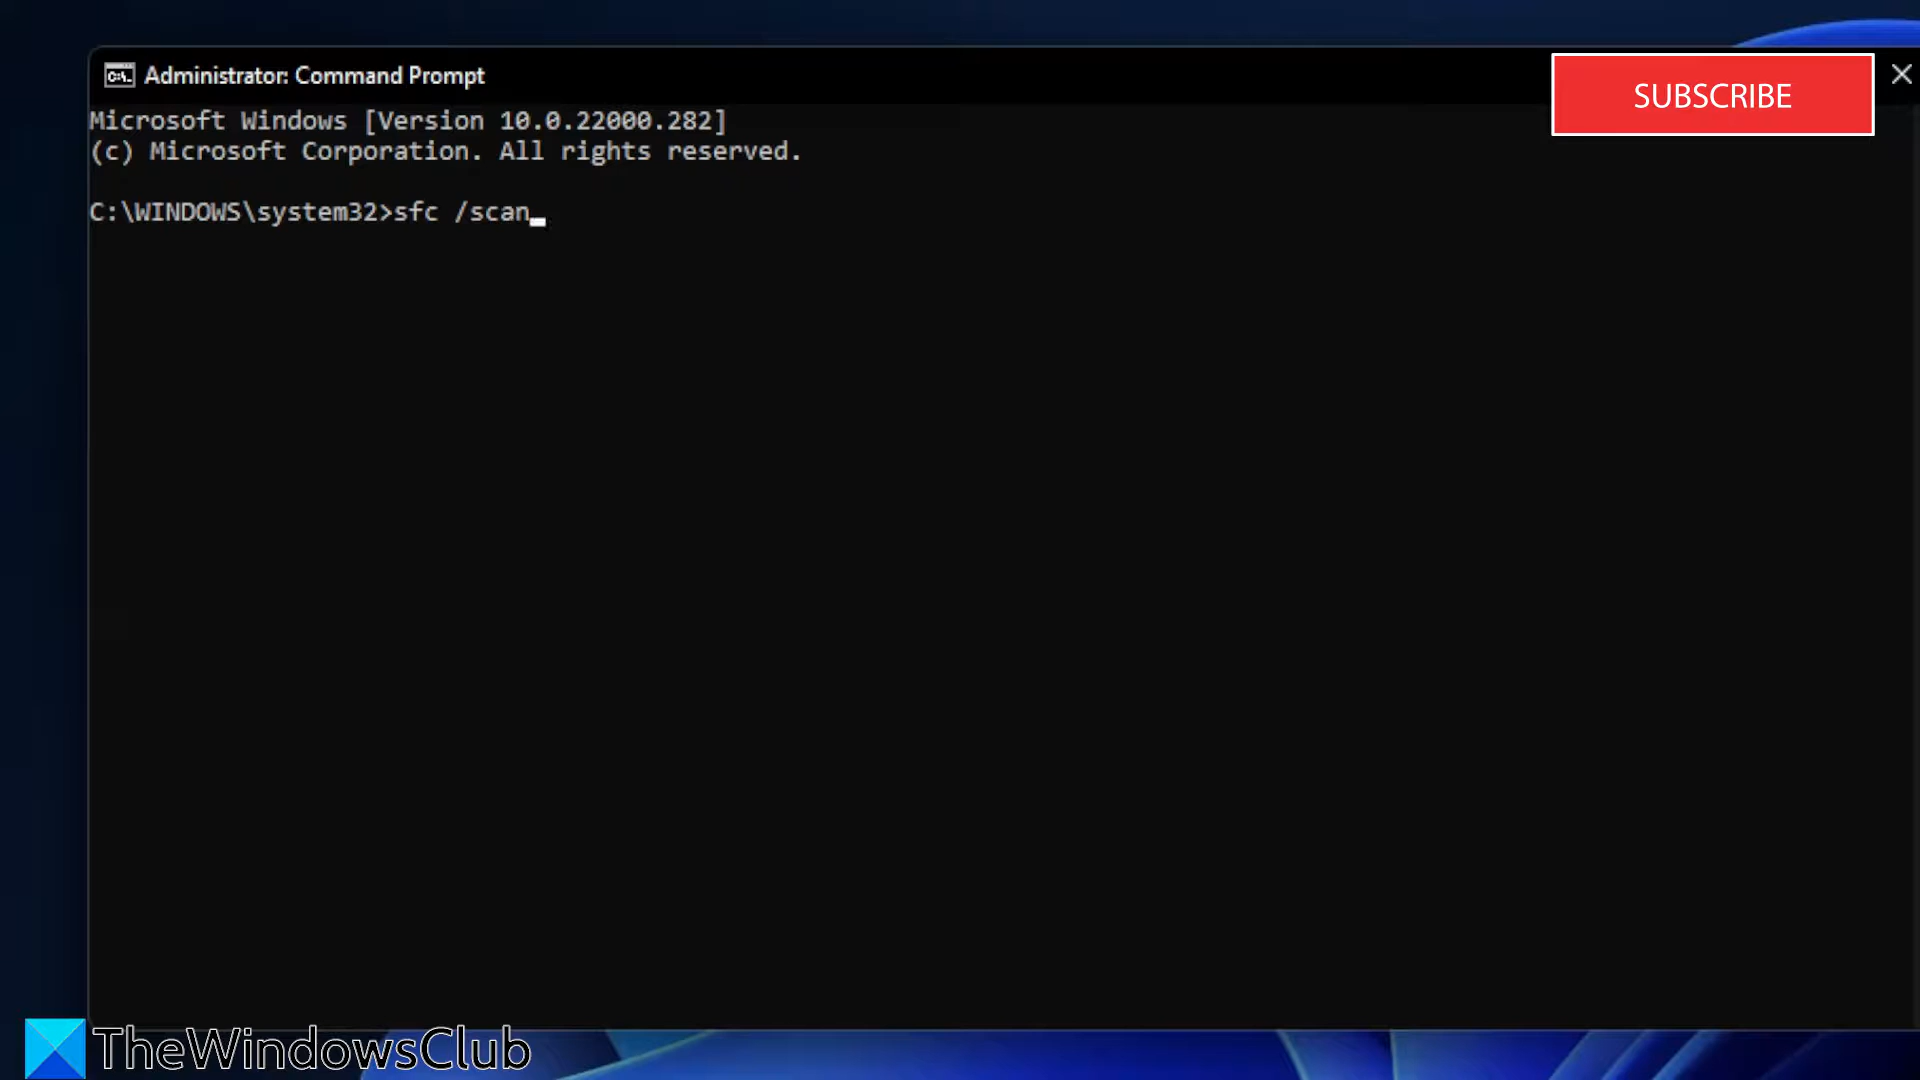 Administrator: Command Prompt
SUBSCRIBE
Microsoft Windows [Version 10.0.22000.282]
(c) Microsoft Corporation. All rights reserved.
C:\WINDOWS\system32>sfc /scan
TheWindowsClub